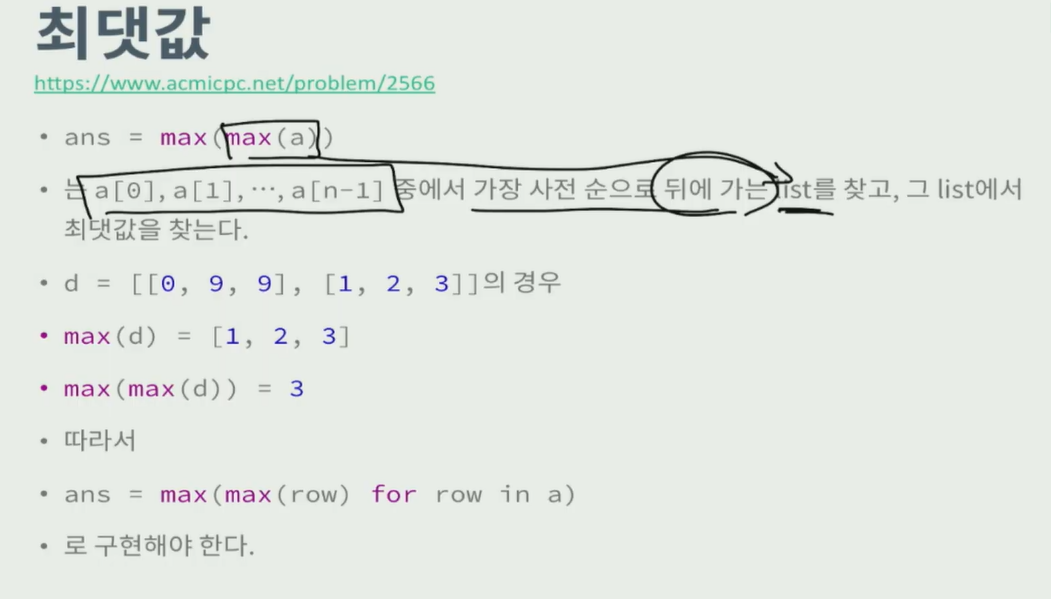 최댓값
https://www.acmicpc.net/problem/2566
• ans = max(max(a))
• 는 a[0], a[1], ⋯, a[n-1] 중에서 가장 사전 순으로 뒤에 가는 list를 찾고, 그 list에서
최댓값을 찾는다.
• d = [[0, 9, 9], [1, 2, 3]]의 경우
• max(d) = [1, 2, 3]
• max(max(d)) = 3
• 따라서
• ans = max(max(row) for row in a)
• 로 구현해야 한다.